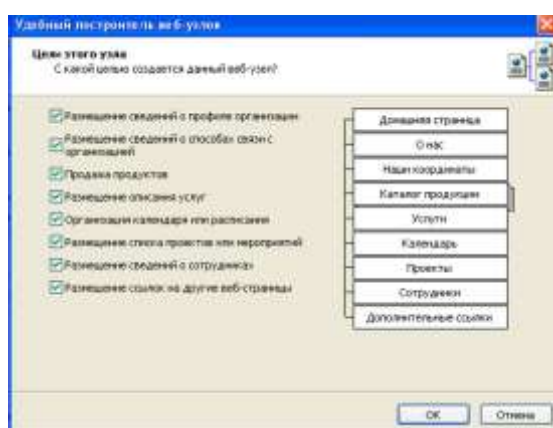 Удобный построитель веб-узлов
Цели этого узла
С какой целью создается данный веб-узел?
Размещение сведений о профиле организации
Размещение сведений о способах связи с
организацией
Продажа продуктов
Размещение описания услуг
Организация календаря или расписания
Размещение списка проектов или мероприятий
Размещение сведений о сотрудниках
Размещение ссылок на другие веб-страницы
Домашняя страница
О нас
Наши координаты
Каталог продукции
Услуги
Календарь
Проекты
Сотрудники
Дополнительные ссылки
ОК
Отмена